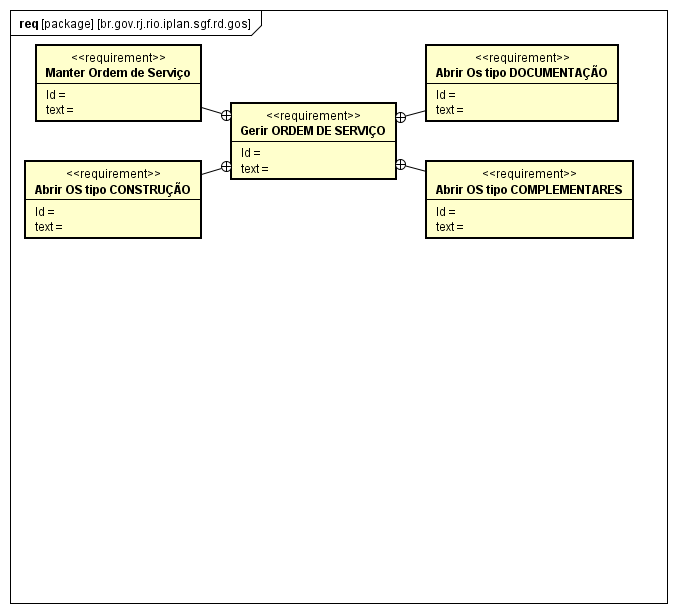 req [package] [br.gov.rj.rio.iplan.sgf.rd.gos]
<<requirement>>
Manter Ordem de Serviço
Id =
text =
<<requirement>>
Abrir Os tipo DOCUMENTAÇÃO
Id =
text =
<<requirement>>
Gerir ORDEM DE SERVIÇO
Id =
text =
<<requirement>>
Abrir OS tipo CONSTRUÇÃO
Id =
text =
<<requirement>>
Abrir OS tipo COMPLEMENTARES
Id =
text =